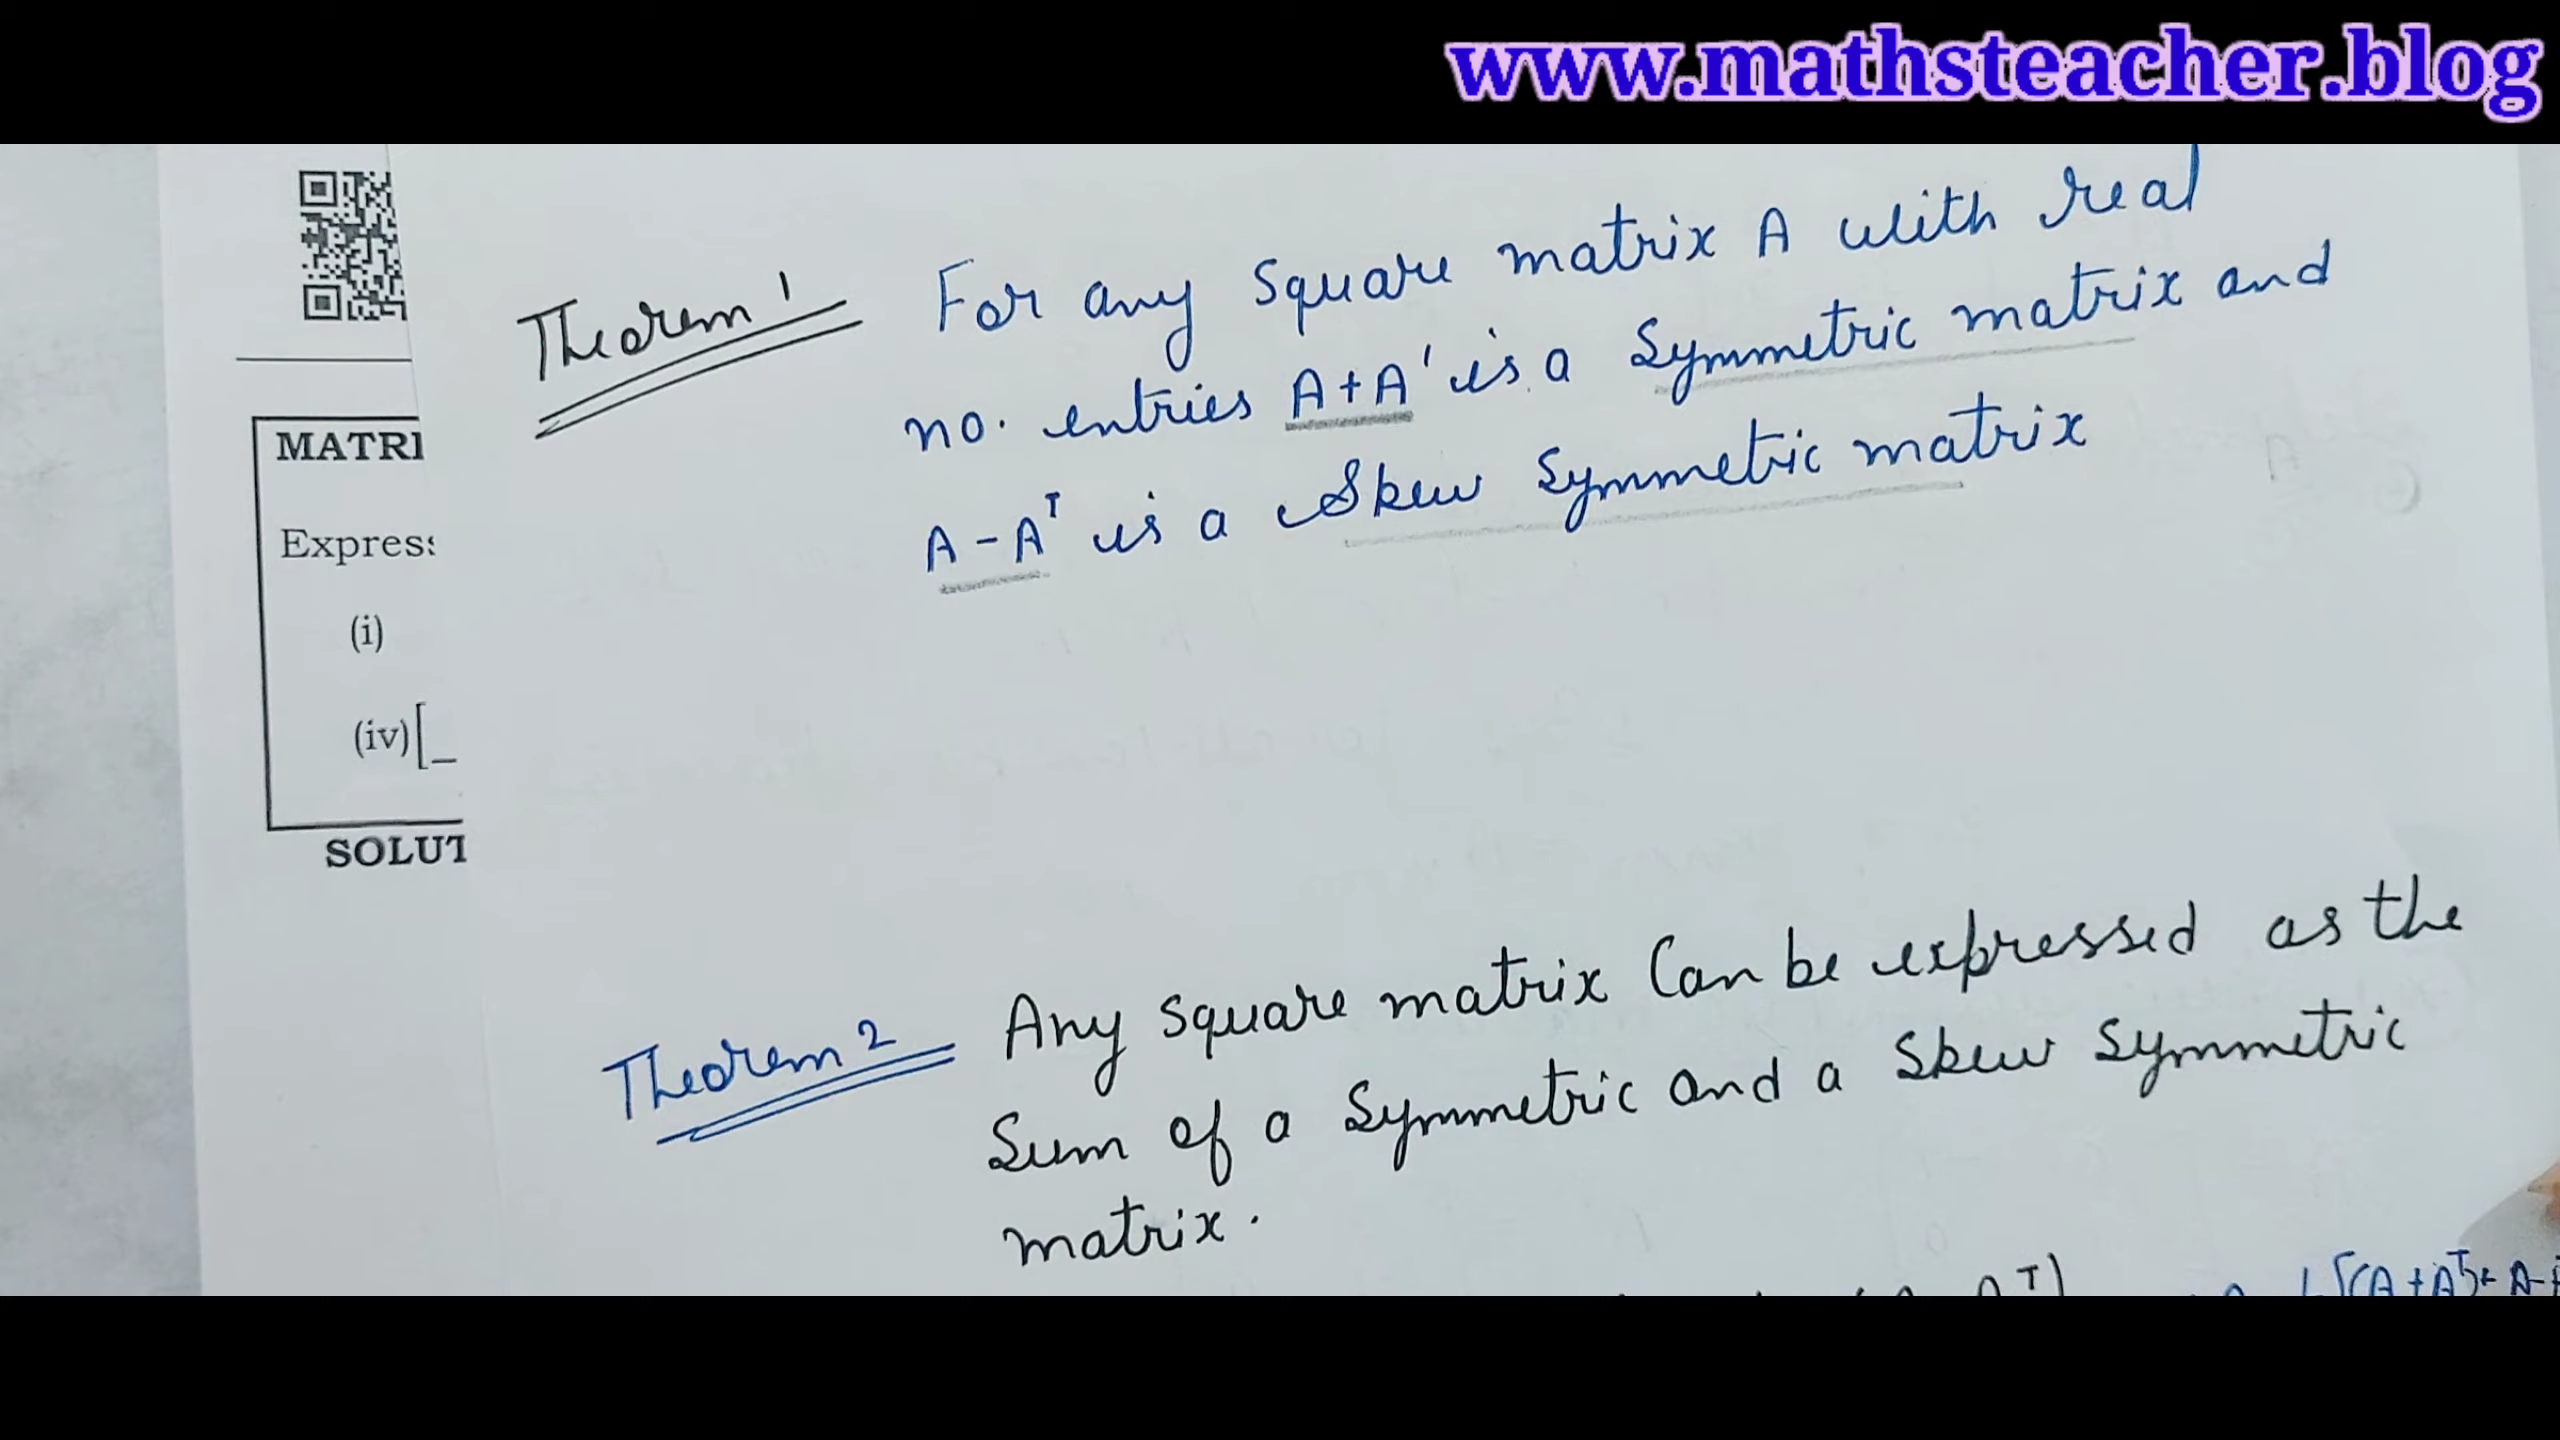 www.mathsteacher.blog
Theorem 1
For any square matrix A with real
no. entries A+A' is a symmetric matrix and
A-Aᵀ is a skew symmetric matrix
MATRI
Express
(i)
(iv)[_
SOLUT
Theorem 2
Any square matrix can be expressed as the
sum of a symmetric and a skew symmetric
matrix.
[(A+Aᵀ)+A-